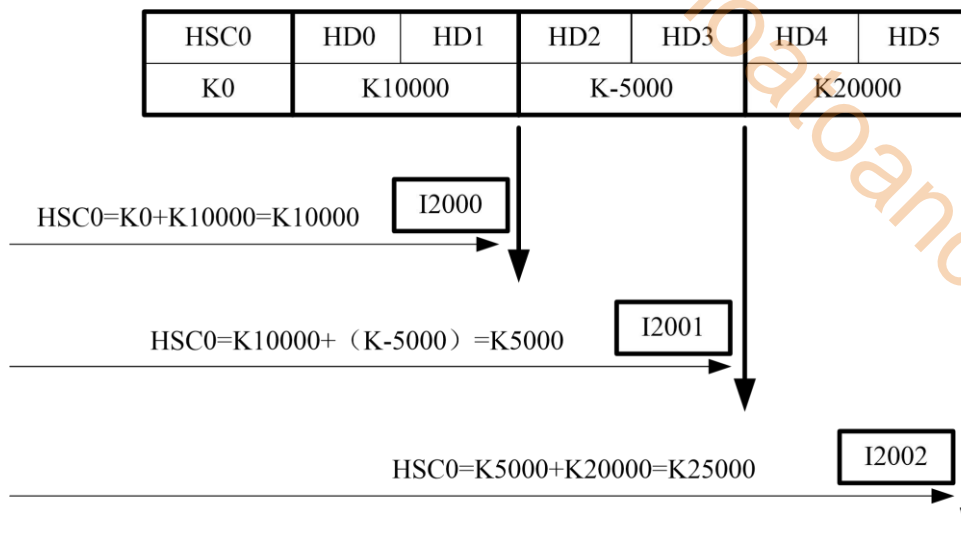 HSC0 HD0 HD1 HD2 HD3 HD4 HD5
K0 K10000 K-5000 K20000
I2000
HSC0=K0+K10000=K10000
I2001
HSC0=K10000+（K-5000）=K5000
I2002
HSC0=K5000+K20000=K25000